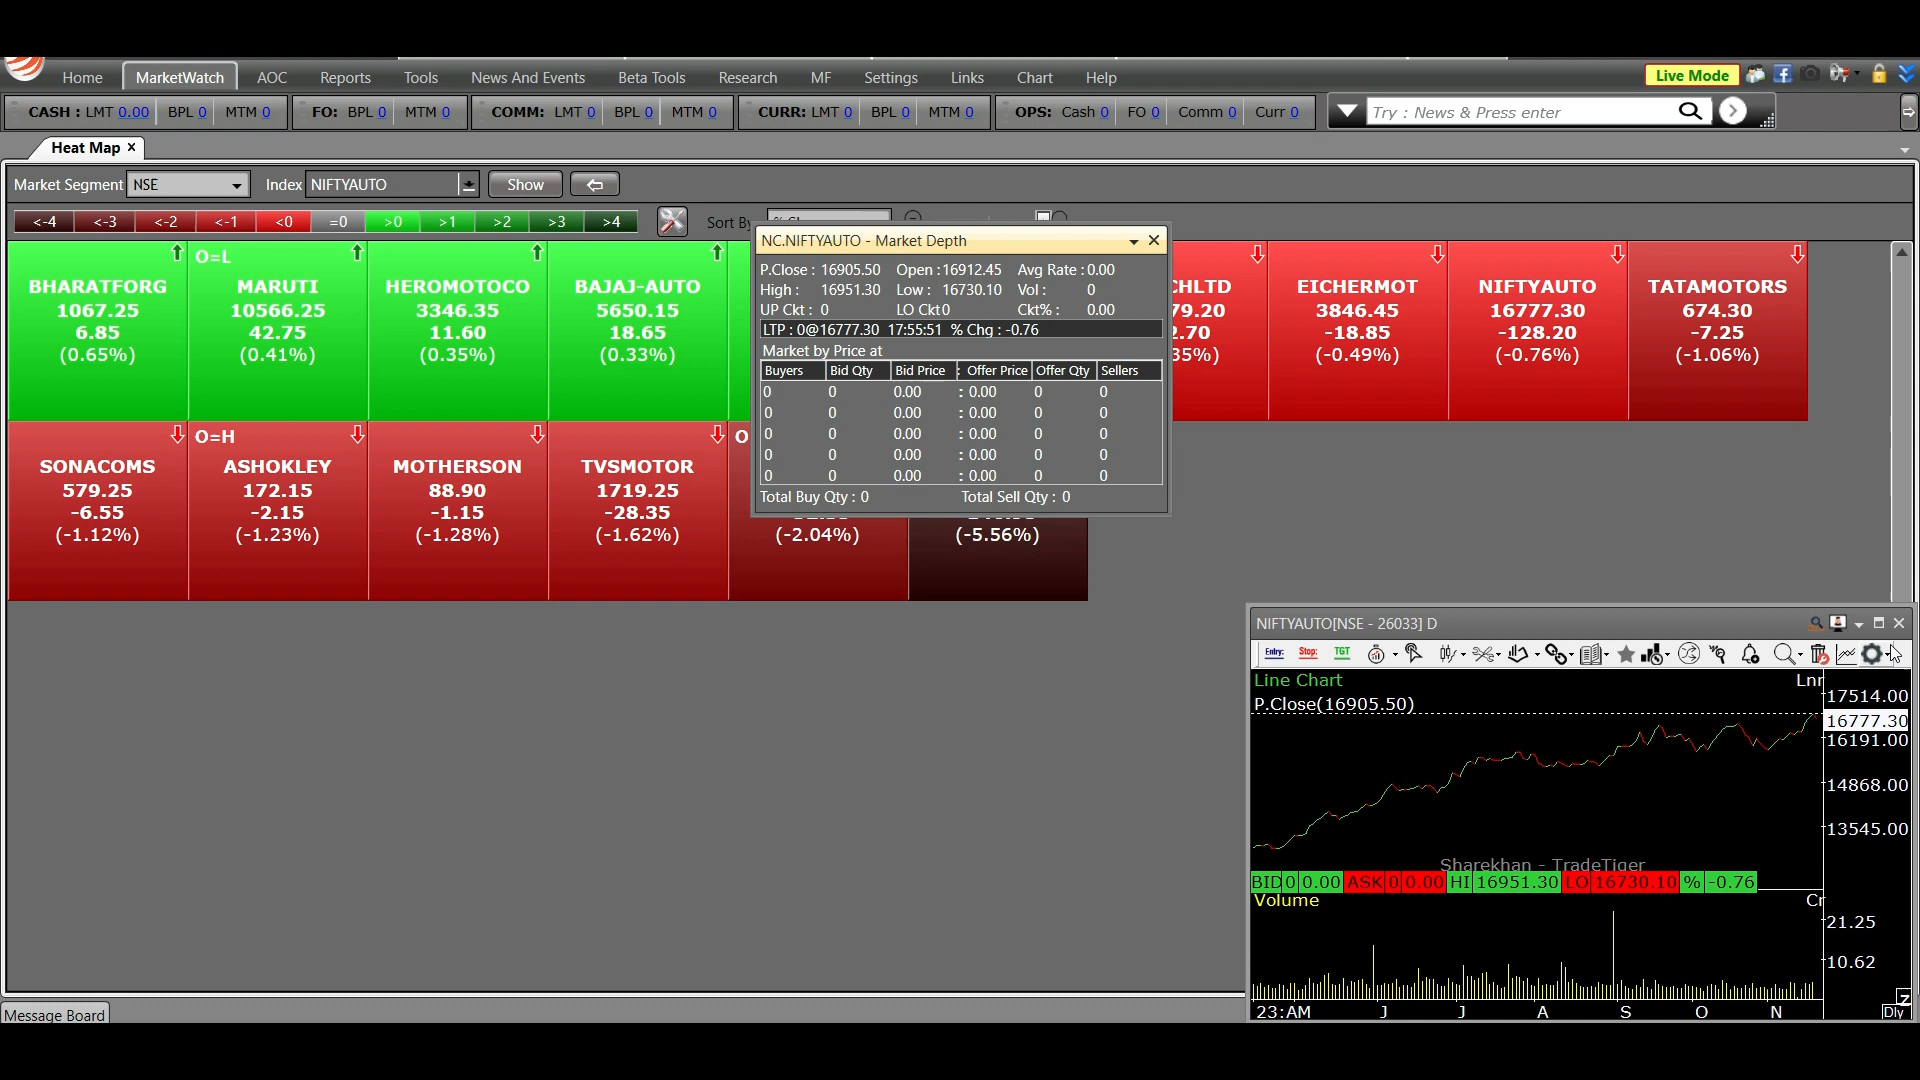 Home MarketWatch AOC Reports Tools News And Events Beta Tools Research MF Settings Links Chart Help Live Mode
CASH : LMT 0.00 BPL 0 MTM 0 FO: BPL 0 MTM 0 COMM: LMT 0 BPL 0 MTM 0 CURR: LMT 0 BPL 0 MTM 0 OPS: Cash 0 FO 0 Comm 0 Curr 0 Try : News & Press enter
Heat Map ×
Market Segment NSE Index NIFTYAUTO Show
<-4 <-3 <-2 <-1 <0 =0 >0 >1 >2 >3 >4 Sort By
O=L
BHARATFORG MARUTI HEROMOTOCO BAJAJ-AUTO CHLTD EICHERMOT NIFTYAUTO TATAMOTORS
1067.25 10566.25 3346.35 5650.15 79.20 3846.45 16777.30 674.30
6.85 42.75 11.60 18.65 .70 -18.85 -128.20 -7.25
(0.65%) (0.41%) (0.35%) (0.33%) 35%) (-0.49%) (-0.76%) (-1.06%)
O=H O
SONACOMS ASHOKLEY MOTHERSON TVSMOTOR
579.25 172.15 88.90 1719.25
-6.55 -2.15 -1.15 -28.35
(-1.12%) (-1.23%) (-1.28%) (-1.62%) (-2.04%) (-5.56%)
NC.NIFTYAUTO - Market Depth
P.Close : 16905.50 Open :16912.45 Avg Rate : 0.00
High : 16951.30 Low : 16730.10 Vol : 0
UP Ckt : 0 LO Ckt0 Ckt% : 0.00
LTP : 0@16777.30 17:55:51 % Chg : -0.76
Market by Price at
Buyers Bid Qty Bid Price : Offer Price Offer Qty Sellers
0 0 0.00 : 0.00 0 0
0 0 0.00 : 0.00 0 0
0 0 0.00 : 0.00 0 0
0 0 0.00 : 0.00 0 0
0 0 0.00 : 0.00 0 0
Total Buy Qty : 0 Total Sell Qty : 0
NIFTYAUTO[NSE - 26033] D
Entry: Stop: TGT
Line Chart Lnr
P.Close(16905.50)
17514.00
16777.30
16191.00
14868.00
13545.00
Sharekhan - TradeTiger
BID 0 0.00 ASK 0 0.00 HI 16951.30 LO 16730.10 % -0.76
Volume Cr
21.25
10.62
Z
23:AM J J A S O N Dly
Message Board